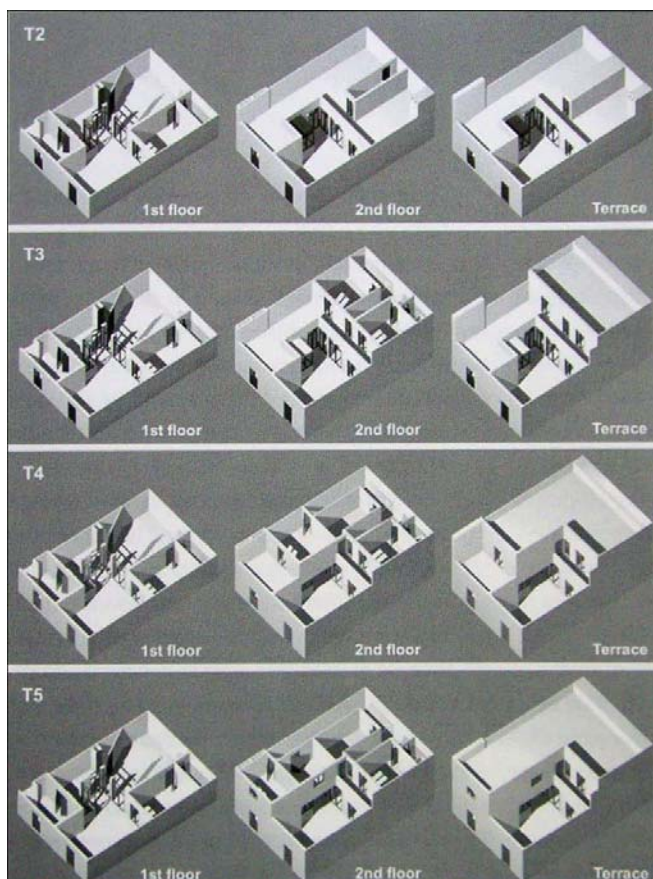 T2
1st floor
2nd floor
Terrace
T3
1st floor
2nd floor
Terrace
T4
1st floor
2nd floor
Terrace
T5
1st floor
2nd floor
Terrace